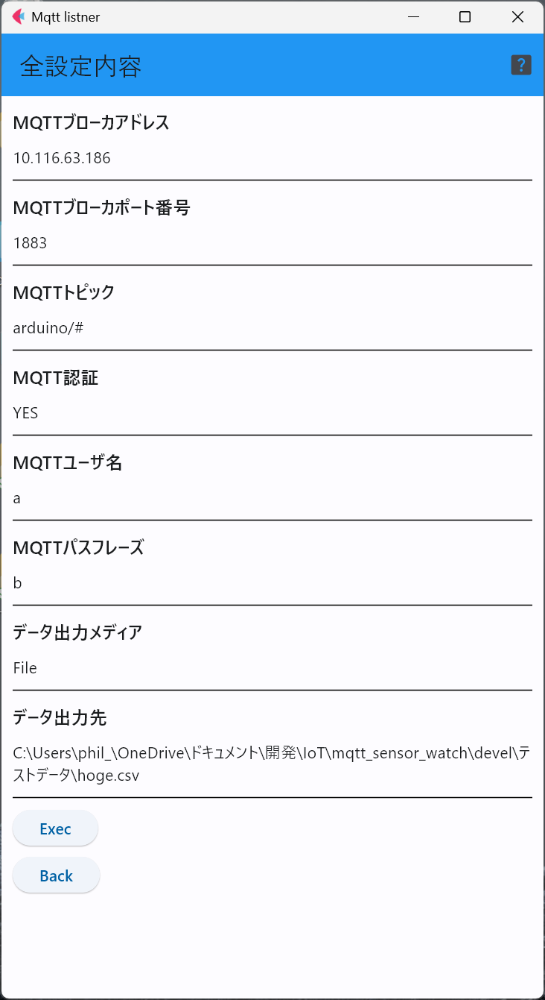 Mqtt listner
全設定内容
?
MQTTブローカアドレス
10.116.63.186
MQTTブローカポート番号
1883
MQTTトピック
arduino/#
MQTT認証
YES
MQTTユーザ名
a
MQTTパスフレーズ
b
データ出力メディア
File
データ出力先
C:\Users\phil_\OneDrive\ドキュメント\開発\IoT\mqtt_sensor_watch\devel\テ
ストデータ\hoge.csv
Exec
Back